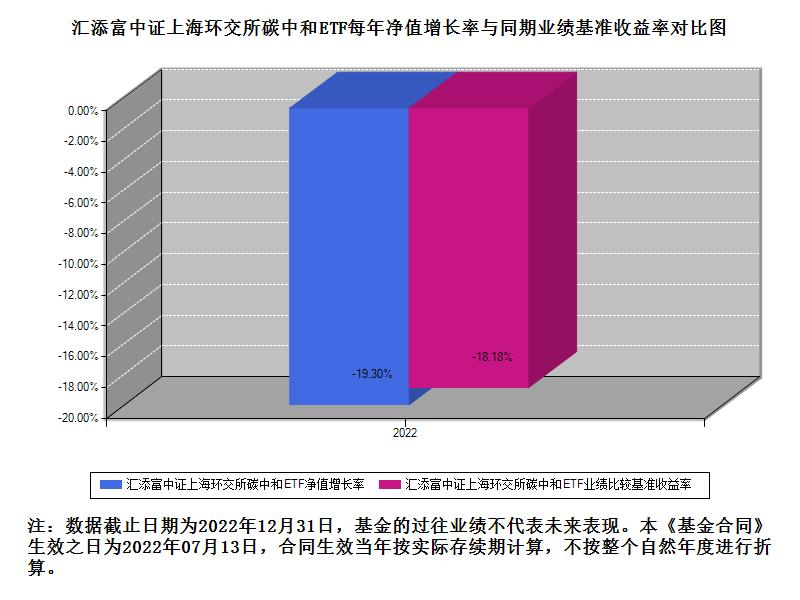 汇添富中证上海环交所碳中和ETF每年净值增长率与同期业绩基准收益率对比图
0.00%
-2.00%
-4.00%
-6.00%
-8.00%
-10.00%
-12.00%
-14.00%
-16.00%
-18.00%
-20.00%
-19.30%
-18.18%
2022
汇添富中证上海环交所碳中和ETF净值增长率
汇添富中证上海环交所碳中和ETF业绩比较基准收益率
注：数据截止日期为2022年12月31日，基金的过往业绩不代表未来表现。本《基金合同》
生效之日为2022年07月13日，合同生效当年按实际存续期计算，不按整个自然年度进行折
算。